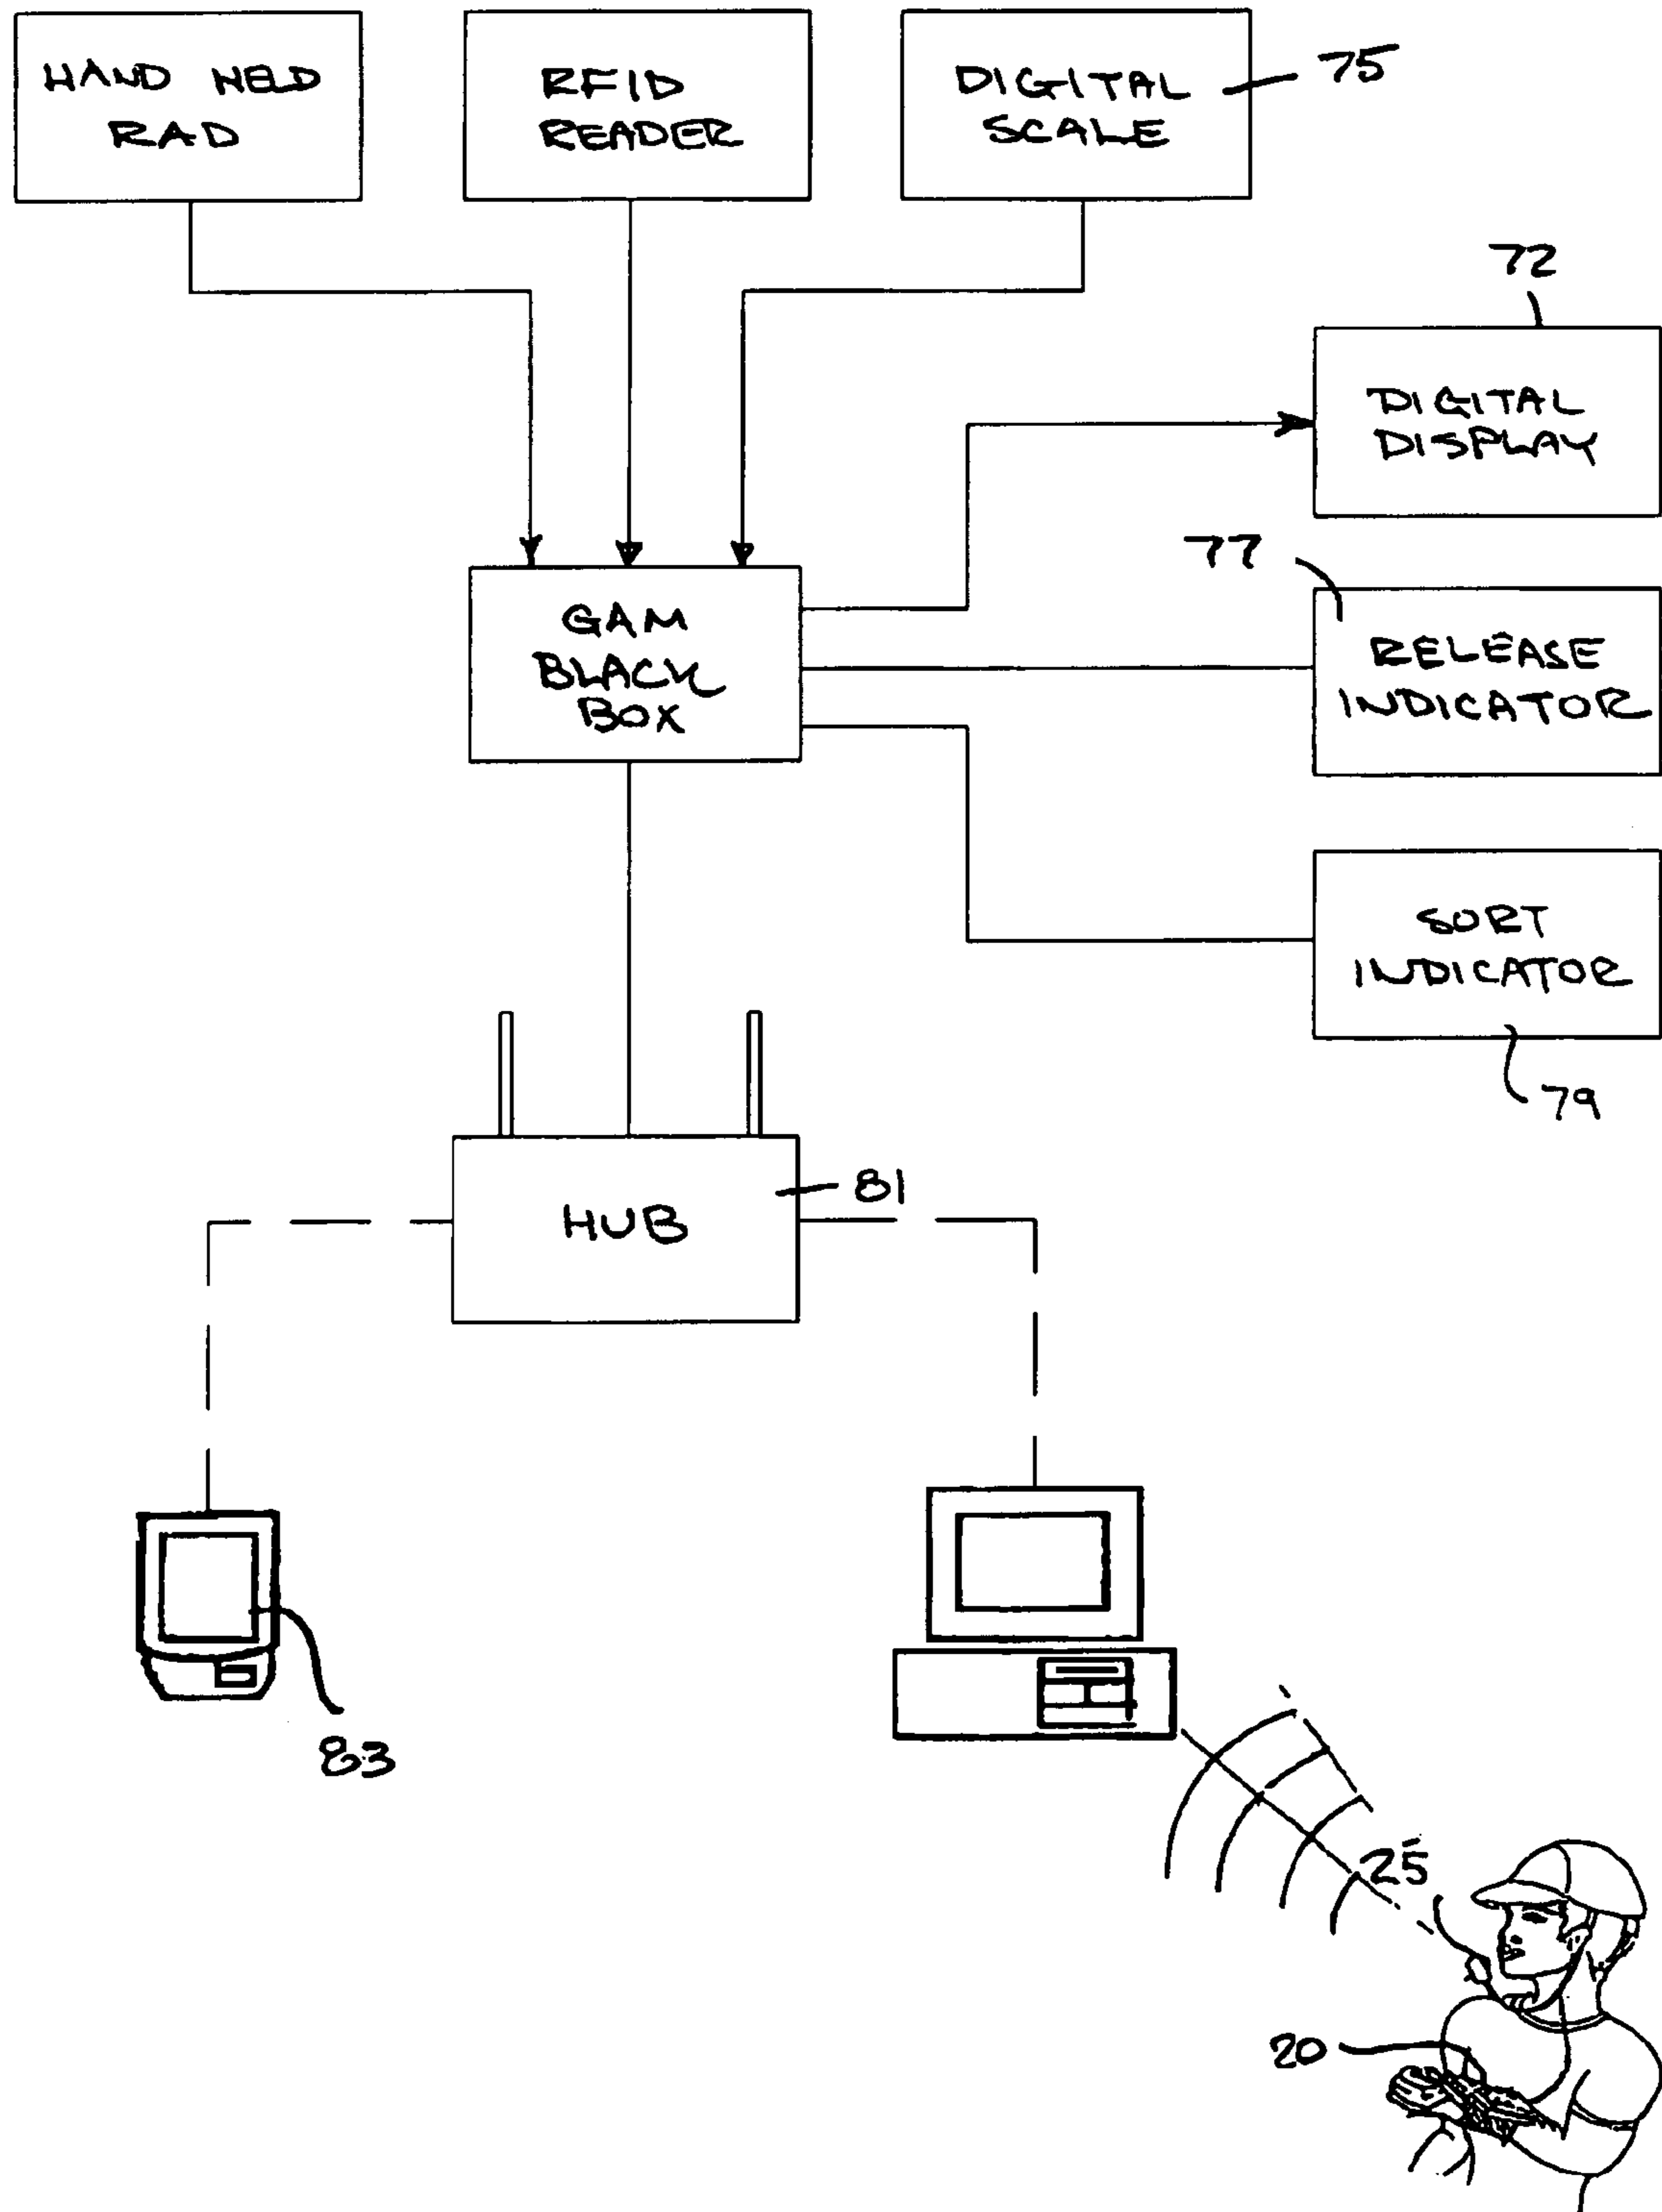 HAND HELD
RAD
RFID
READER
DIGITAL
SCALE
75
72
DIGITAL
DISPLAY
77
GAM
BLACK
BOX
RELEASE
INDICATOR
SORT
INDICATOR
79
81
HUB
83
25
20